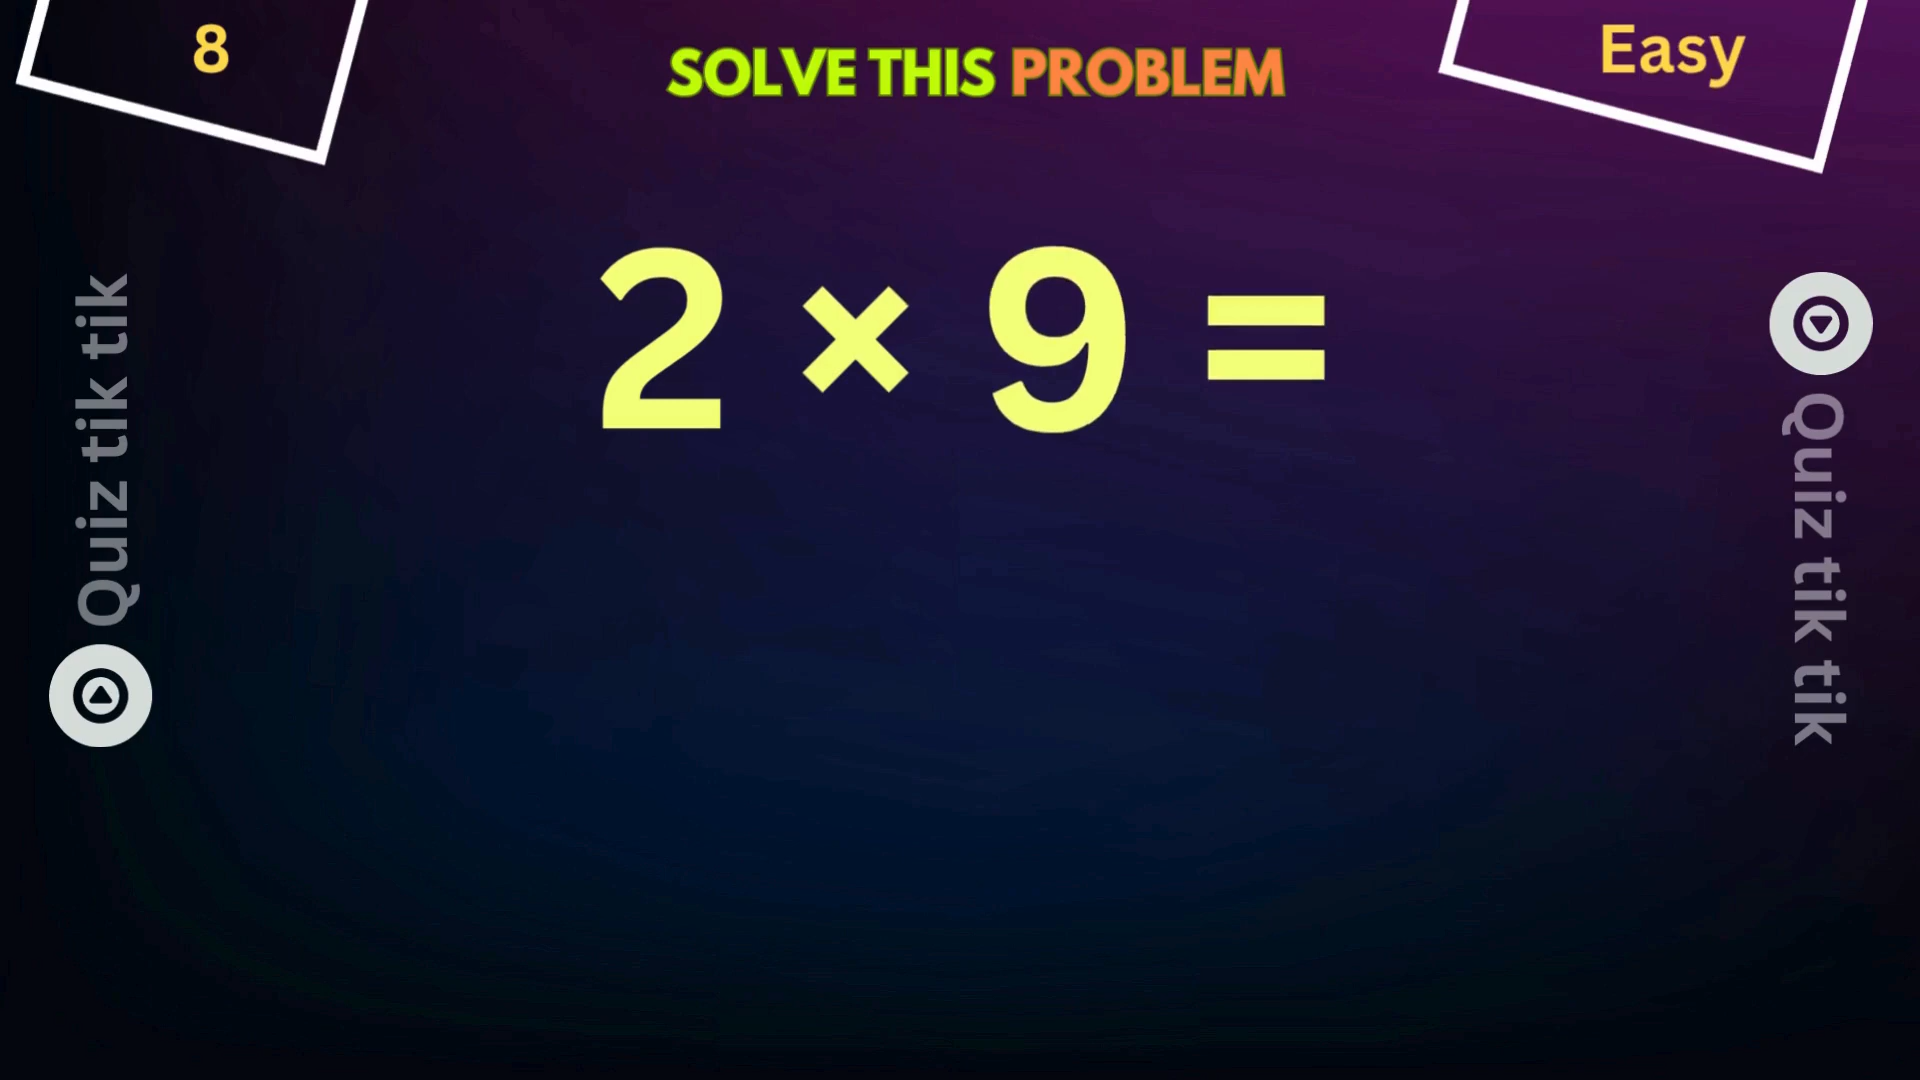 8
SOLVE THIS PROBLEM
Easy
2 × 9 =
Quiz tik tik
Quiz tik tik